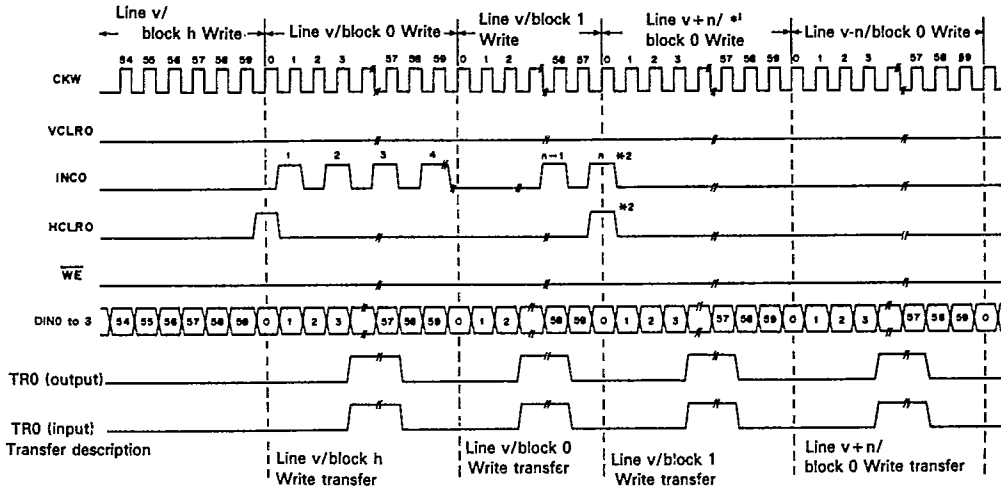 Line v/
block h Write
Line v/block 0 Write
Line v/block 1
Write
Line v+n/ *1
block 0 Write
Line v-n/block 0 Write
CKW
54 55 56 57 58 59 0 1 2 3 57 58 59 0 1 2 58 57 0 1 2 3 57 58 59 0 1 2 3 57 58 59 0
VCLR0
INC0
1 2 3 4 n-1 n *2
HCLR0
*2
WE
DIN0 to 3
54 55 56 57 58 59 0 1 2 3 57 58 59 0 1 2 58 59 0 1 2 3 57 58 59 0 1 2 3 57 58 59 0
TR0 (output)
TR0 (input)
Transfer description
Line v/block h
Write transfer
Line v/block 0
Write transfer
Line v/block 1
Write transfer
Line v+n/
block 0 Write transfer